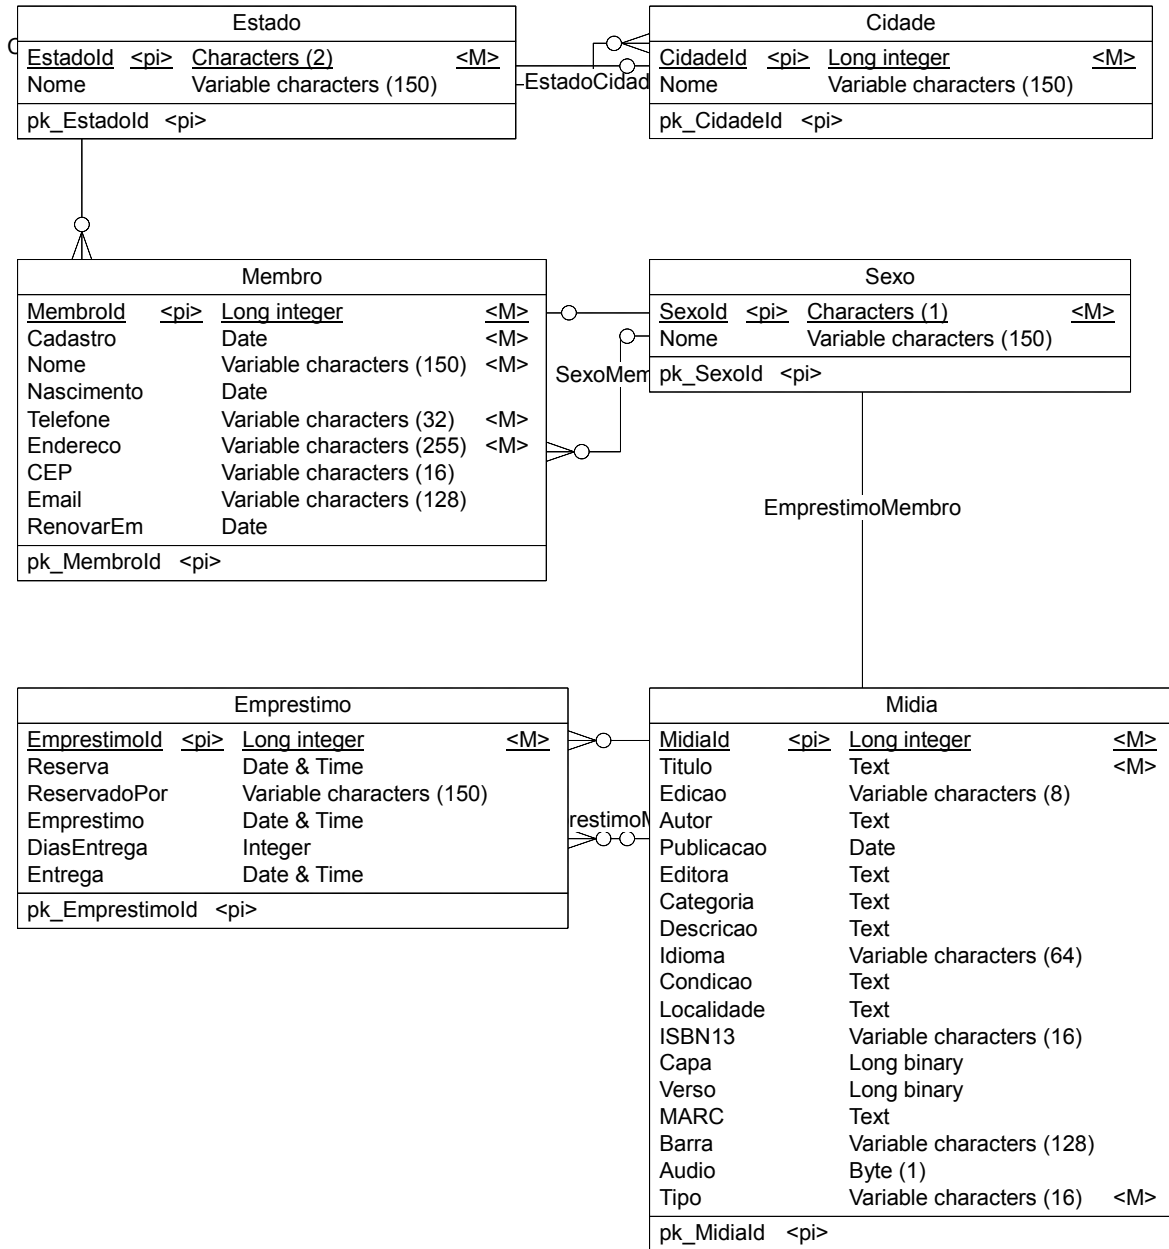 Estado
EstadoId <pi> Characters (2) <M>
Nome Variable characters (150)
pk_EstadoId <pi>
Cidade
CidadeId <pi> Long integer <M>
Nome Variable characters (150)
pk_CidadeId <pi>
EstadoCidad
Membro
MembroId <pi> Long integer <M>
Cadastro Date <M>
Nome Variable characters (150) <M>
Nascimento Date
Telefone Variable characters (32) <M>
Endereco Variable characters (255) <M>
CEP Variable characters (16)
Email Variable characters (128)
RenovarEm Date
pk_MembroId <pi>
Sexo
SexoId <pi> Characters (1) <M>
Nome Variable characters (150)
pk_SexoId <pi>
SexoMem
EmprestimoMembro
Emprestimo
EmprestimoId <pi> Long integer <M>
Reserva Date & Time
ReservadoPor Variable characters (150)
Emprestimo Date & Time
DiasEntrega Integer
Entrega Date & Time
pk_EmprestimoId <pi>
restimoM
Midia
MidiaId <pi> Long integer <M>
Titulo Text <M>
Edicao Variable characters (8)
Autor Text
Publicacao Date
Editora Text
Categoria Text
Descricao Text
Idioma Variable characters (64)
Condicao Text
Localidade Text
ISBN13 Variable characters (16)
Capa Long binary
Verso Long binary
MARC Text
Barra Variable characters (128)
Audio Byte (1)
Tipo Variable characters (16) <M>
pk_MidiaId <pi>